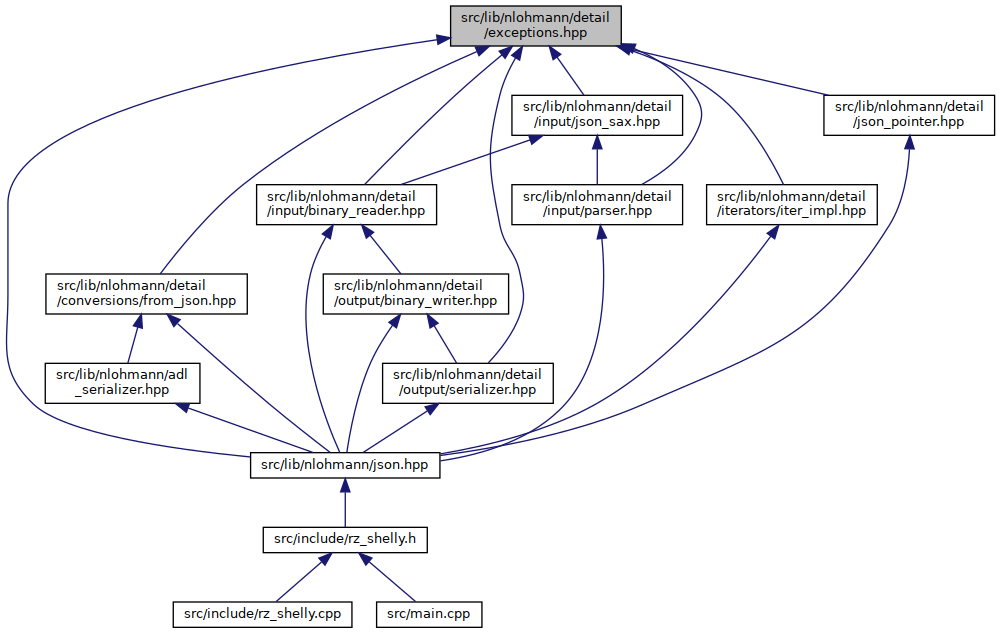 src/lib/nlohmann/detail
/exceptions.hpp
src/lib/nlohmann/detail
/input/json_sax.hpp
src/lib/nlohmann/detail
/json_pointer.hpp
src/lib/nlohmann/detail
/input/binary_reader.hpp
src/lib/nlohmann/detail
/input/parser.hpp
src/lib/nlohmann/detail
/iterators/iter_impl.hpp
src/lib/nlohmann/detail
/conversions/from_json.hpp
src/lib/nlohmann/detail
/output/binary_writer.hpp
src/lib/nlohmann/adl
_serializer.hpp
src/lib/nlohmann/detail
/output/serializer.hpp
src/lib/nlohmann/json.hpp
src/include/rz_shelly.h
src/include/rz_shelly.cpp
src/main.cpp